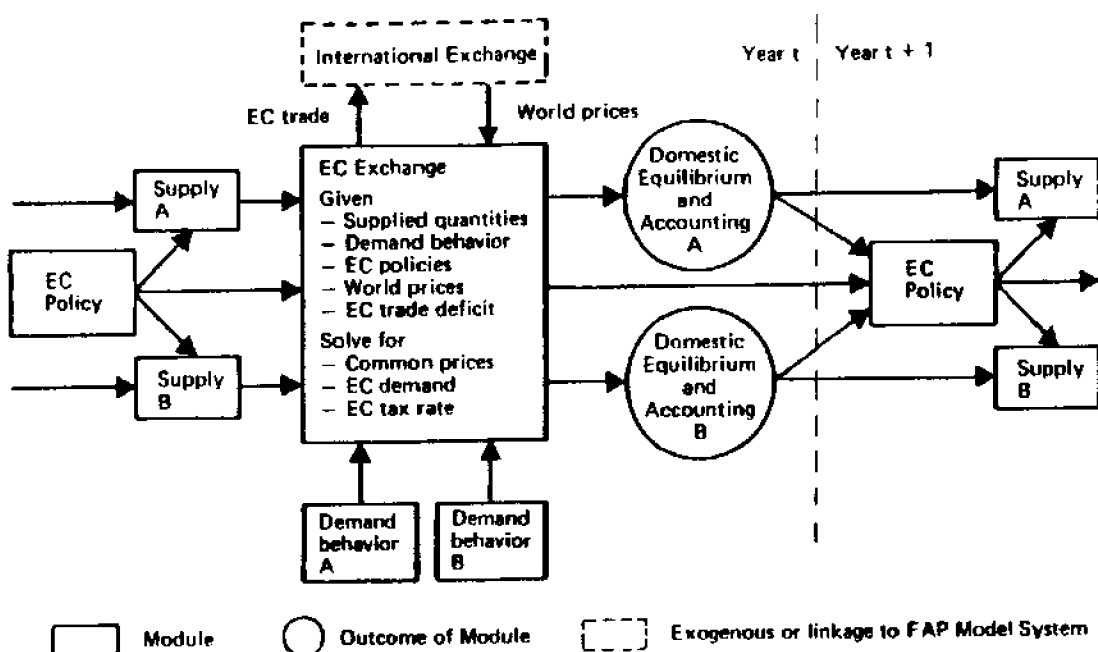 International Exchange
Year t
Year t + 1
EC trade
World prices
EC Exchange
Given
– Supplied quantities
– Demand behavior
– EC policies
– World prices
– EC trade deficit
Solve for
– Common prices
– EC demand
– EC tax rate
Supply
A
EC
Policy
Supply
B
Domestic
Equilibrium
and
Accounting
A
Domestic
Equilibrium
and
Accounting
B
Supply
A
EC
Policy
Supply
B
Demand
behavior
A
Demand
behavior
B
Module
Outcome of Module
Exogenous or linkage to FAP Model System